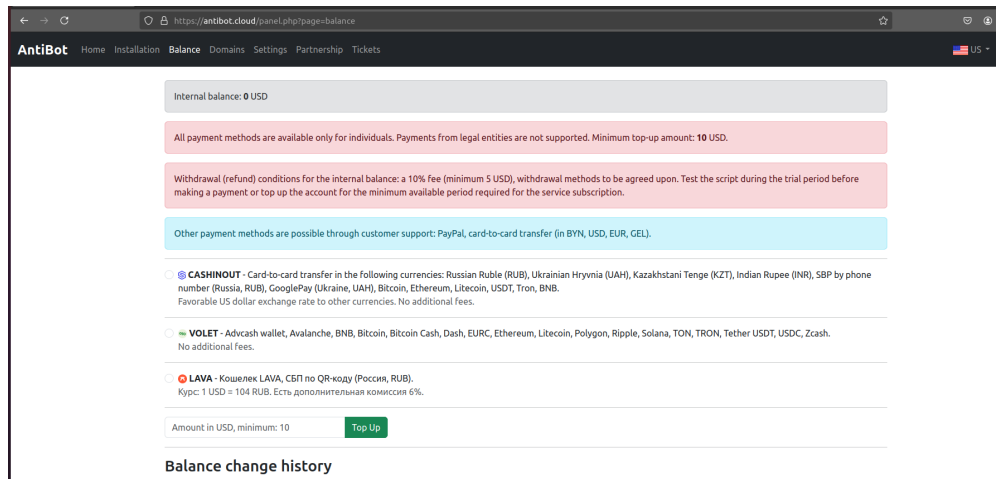 https://antibot.cloud/panel.php?page=balance
AntiBot Home Installation Balance Domains Settings Partnership Tickets US
Internal balance: 0 USD
All payment methods are available only for individuals. Payments from legal entities are not supported. Minimum top-up amount: 10 USD.
Withdrawal (refund) conditions for the internal balance: a 10% fee (minimum 5 USD), withdrawal methods to be agreed upon. Test the script during the trial period before
making a payment or top up the account for the minimum available period required for the service subscription.
Other payment methods are possible through customer support: PayPal, card-to-card transfer (in BYN, USD, EUR, GEL).
CASHINOUT - Card-to-card transfer in the following currencies: Russian Ruble (RUB), Ukrainian Hryvnia (UAH), Kazakhstani Tenge (KZT), Indian Rupee (INR), SBP by phone
number (Russia, RUB), GooglePay (Ukraine, UAH), Bitcoin, Ethereum, Litecoin, USDT, Tron, BNB.
Favorable US dollar exchange rate to other currencies. No additional fees.
VOLET - Advcash wallet, Avalanche, BNB, Bitcoin, Bitcoin Cash, Dash, EURC, Ethereum, Litecoin, Polygon, Ripple, Solana, TON, TRON, Tether USDT, USDC, Zcash.
No additional fees.
LAVA - Кошелек LAVA, СБП по QR-коду (Россия, RUB).
Курс: 1 USD = 104 RUB. Есть дополнительная комиссия 6%.
Amount in USD, minimum: 10 Top Up
Balance change history